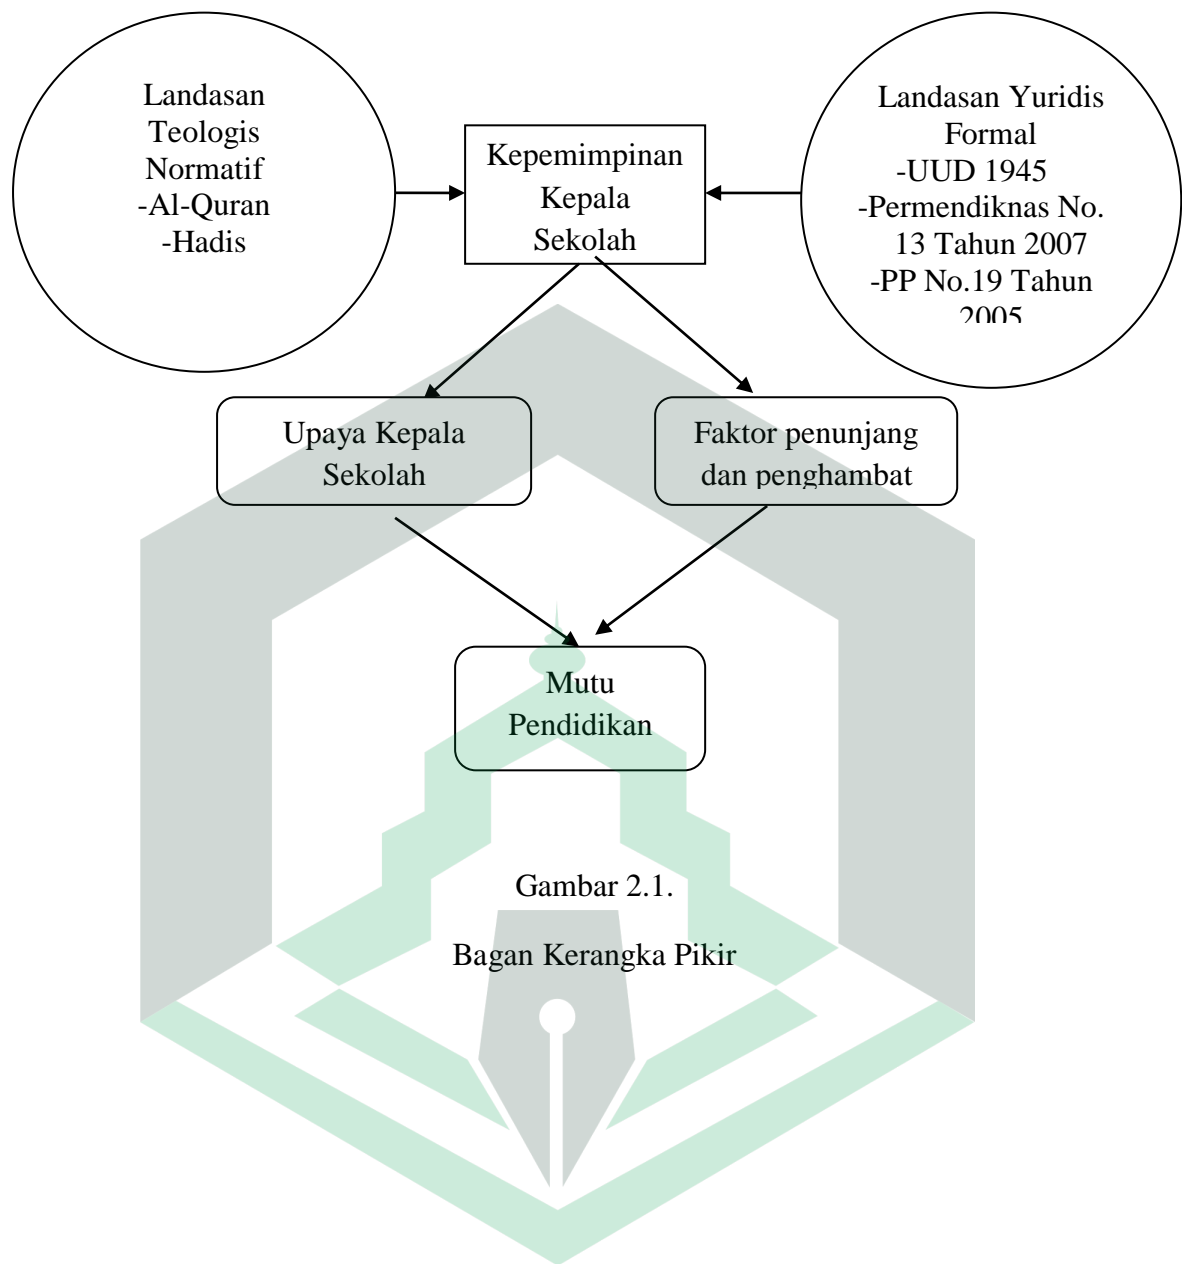 Landasan
Teologis
Normatif
-Al-Quran
-Hadis
Kepemimpinan
Kepala
Sekolah
Landasan Yuridis
Formal
-UUD 1945
-Permendiknas No.
13 Tahun 2007
-PP No.19 Tahun
2005
Upaya Kepala
Sekolah
Faktor penunjang
dan penghambat
Mutu
Pendidikan
Gambar 2.1.
Bagan Kerangka Pikir